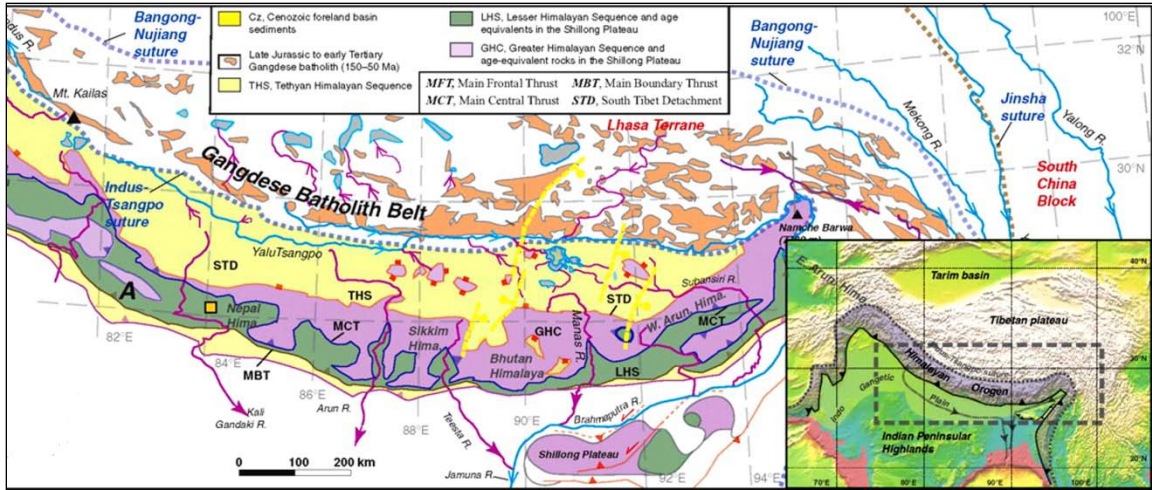 Bangong-
Nujiang
suture
Indus R.
Mt. Kailas
Cz, Cenozoic foreland basin
sediments
Late Jurassic to early Tertiary
Gangdese batholith (150–50 Ma)
THS, Tethyan Himalayan Sequence
LHS, Lesser Himalayan Sequence and age
equivalents in the Shillong Plateau
GHC, Greater Himalayan Sequence and
age-equivalent rocks in the Shillong Plateau
MFT, Main Frontal Thrust
MBT, Main Boundary Thrust
MCT, Main Central Thrust
STD, South Tibet Detachment
Bangong-
Nujiang
suture
100°E
32°N
Jinsha
suture
Mekong R.
Yalong R.
30°N
Lhasa Terrane
South
China
Block
Gangdese Batholith Belt
Indus-
Tsangpo
suture
YaluTsangpo
Namche Barwa
STD
THS
Subansiri R.
STD
A
Nepal
Hima
MCT
Sikkim
Hima.
GHC
Manas R.
W. Arun. Hima.
MCT
Bhutan
Himalaya
LHS
82°E
84°E
MBT
86°E
88°E
90°E
92°E
94°E
Kali
Gandaki R.
Arun R.
Teesta R.
Brahmaputra R.
Shillong Plateau
Jamuna R.
0
100
200 km
E. Arun. Hima.
Tarim basin
40°N
Tibetan plateau
Indus-Tsangpo suture
30°N
Himalayan
Orogen
Gangetic
Plain
Indo
Indian Peninsular
Highlands
20°N
70°E
80°E
90°E
100°E